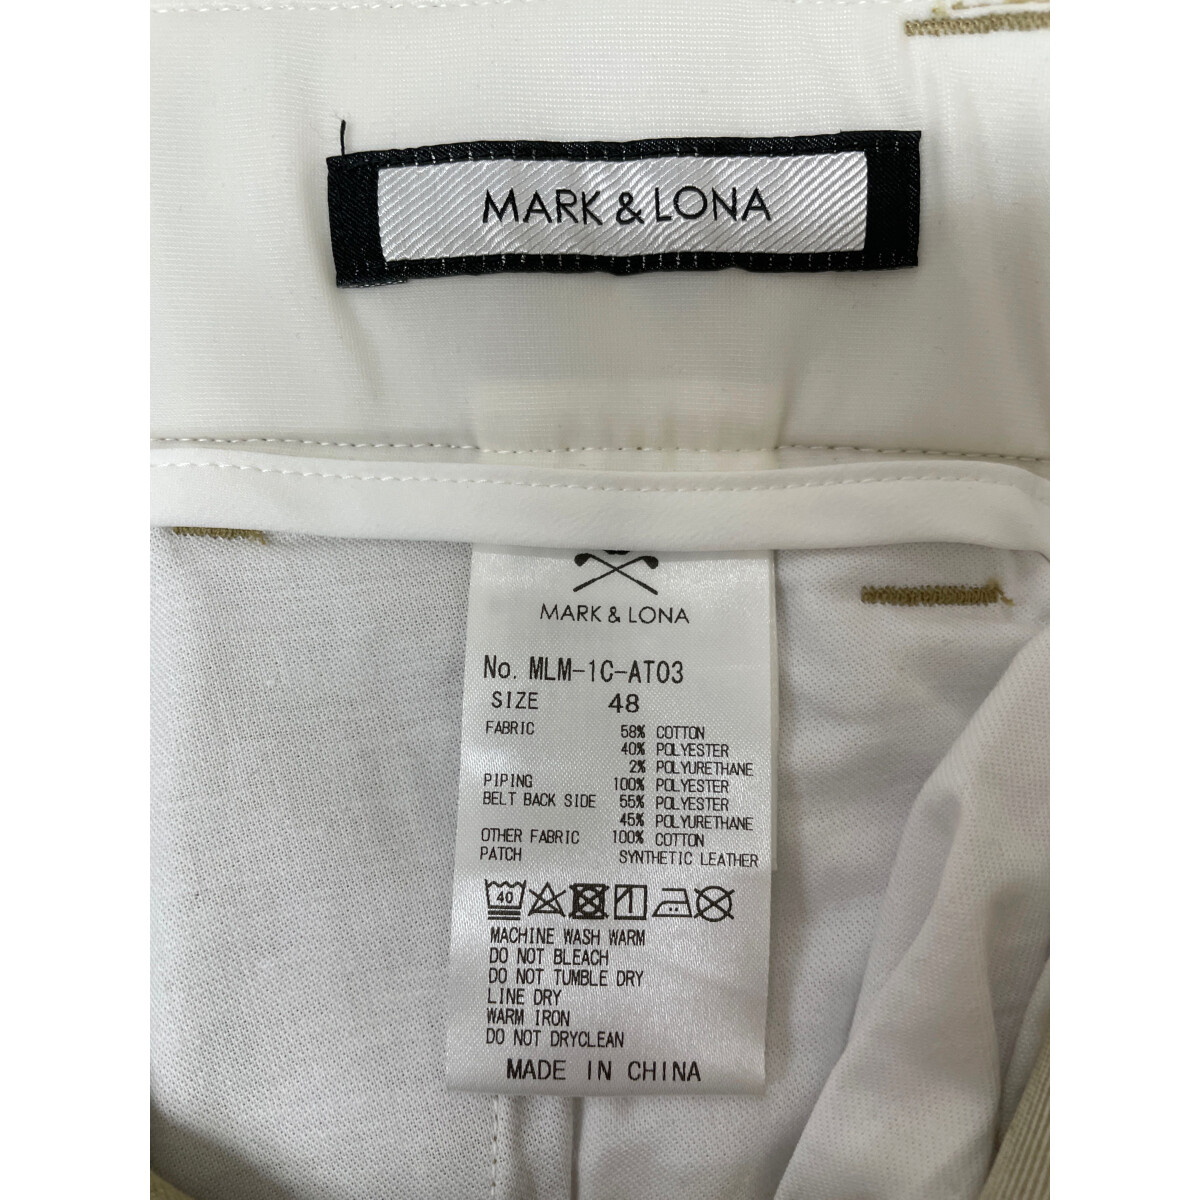 MARK & LONA
MARK & LONA
No. MLM-1C-AT03
SIZE 48
FABRIC 58% COTTON
40% POLYESTER
2% POLYURETHANE
PIPING 100% POLYESTER
BELT BACK SIDE 55% POLYESTER
45% POLYURETHANE
OTHER FABRIC 100% COTTON
PATCH SYNTHETIC LEATHER
40
MACHINE WASH WARM
DO NOT BLEACH
DO NOT TUMBLE DRY
LINE DRY
WARM IRON
DO NOT DRYCLEAN
MADE IN CHINA